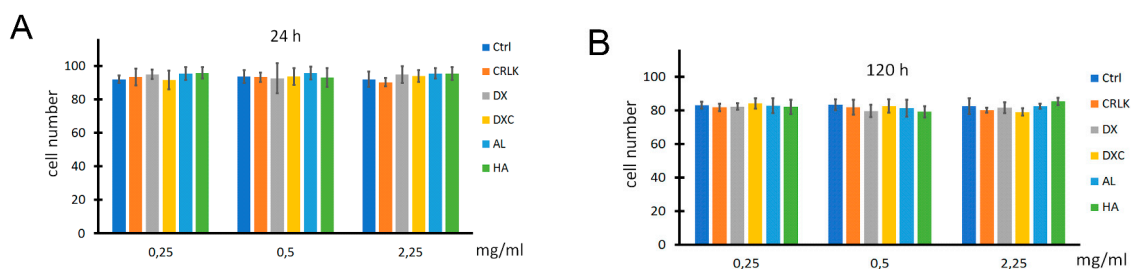 A
24 h
cell number
100
80
60
40
20
0
0,25
0,5
2,25
mg/ml
Ctrl
CRLK
DX
DXC
AL
HA
B
120 h
cell number
100
80
60
40
20
0
0,25
0,5
2,25
mg/ml
Ctrl
CRLK
DX
DXC
AL
HA